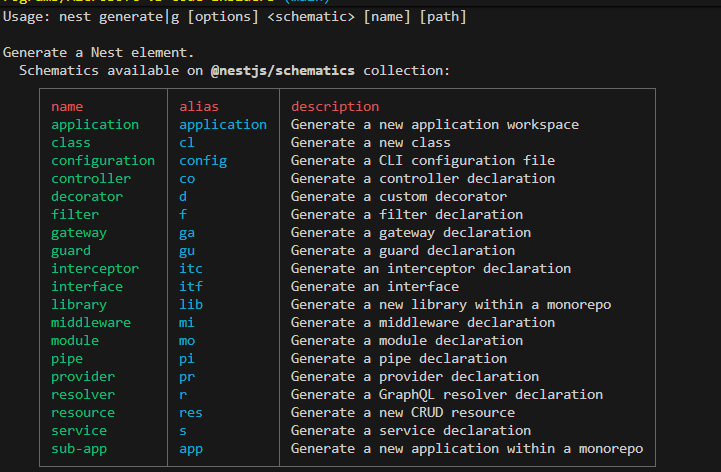 Usage: nest generate|g [options] <schematic> [name] [path]
Generate a Nest element.
Schematics available on @nestjs/schematics collection:
name alias description
application application Generate a new application workspace
class cl Generate a new class
configuration config Generate a CLI configuration file
controller co Generate a controller declaration
decorator d Generate a custom decorator
filter f Generate a filter declaration
gateway ga Generate a gateway declaration
guard gu Generate a guard declaration
interceptor itc Generate an interceptor declaration
interface itf Generate an interface
library lib Generate a new library within a monorepo
middleware mi Generate a middleware declaration
module mo Generate a module declaration
pipe pi Generate a pipe declaration
provider pr Generate a provider declaration
resolver r Generate a GraphQL resolver declaration
resource res Generate a new CRUD resource
service s Generate a service declaration
sub-app app Generate a new application within a monorepo